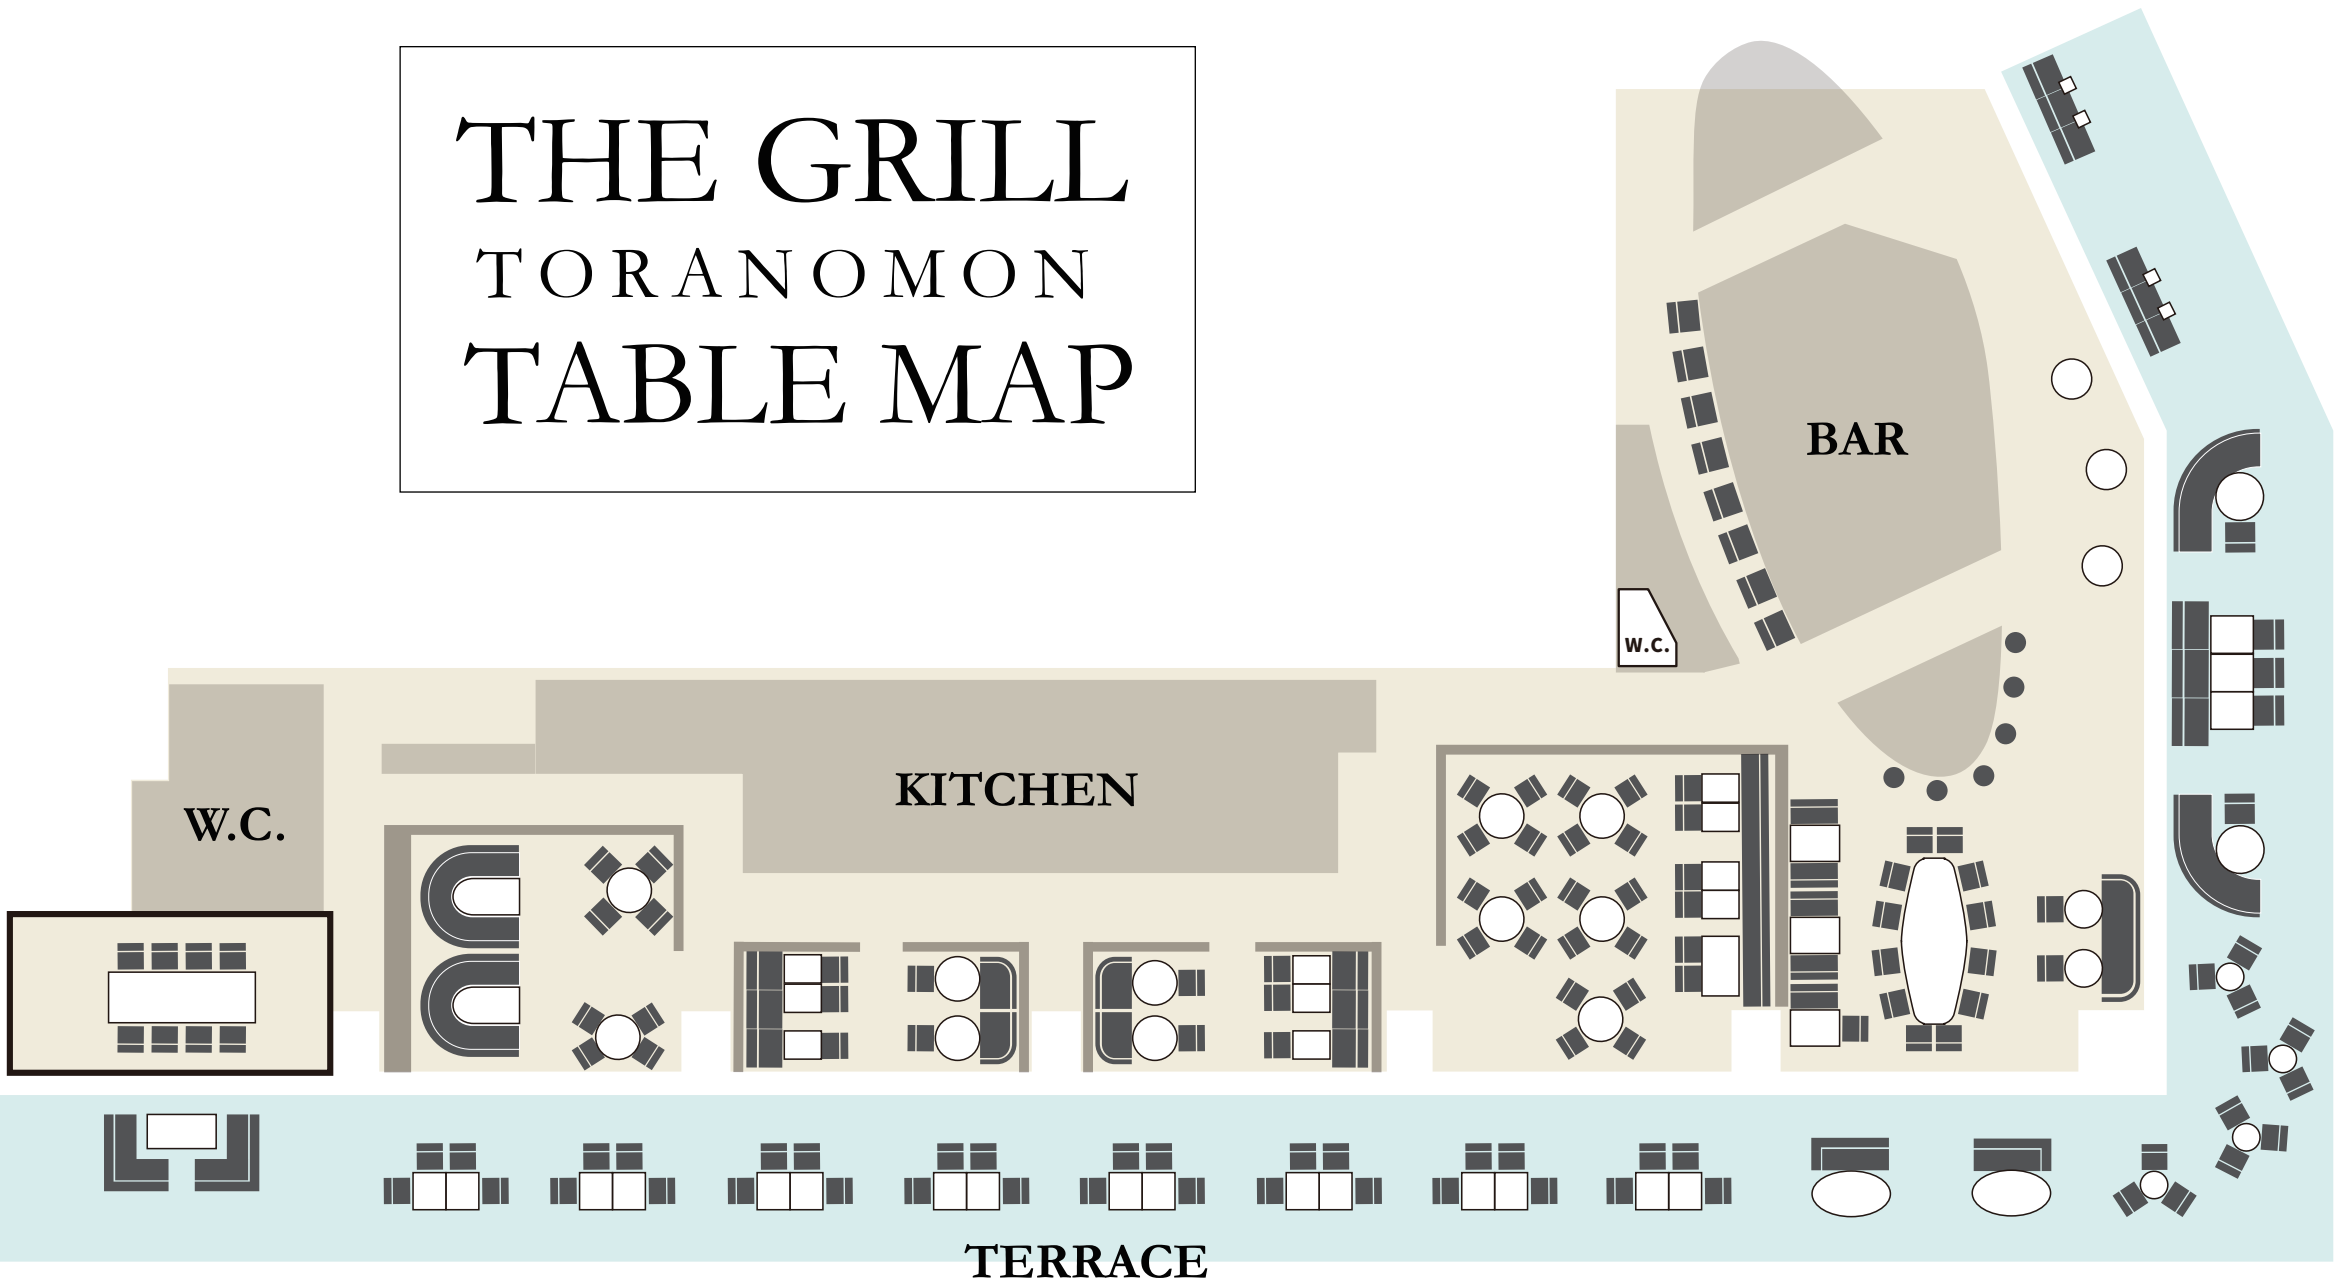 THE GRILL
TORANOMON
TABLE MAP
BAR
W.C.
KITCHEN
W.C.
TERRACE